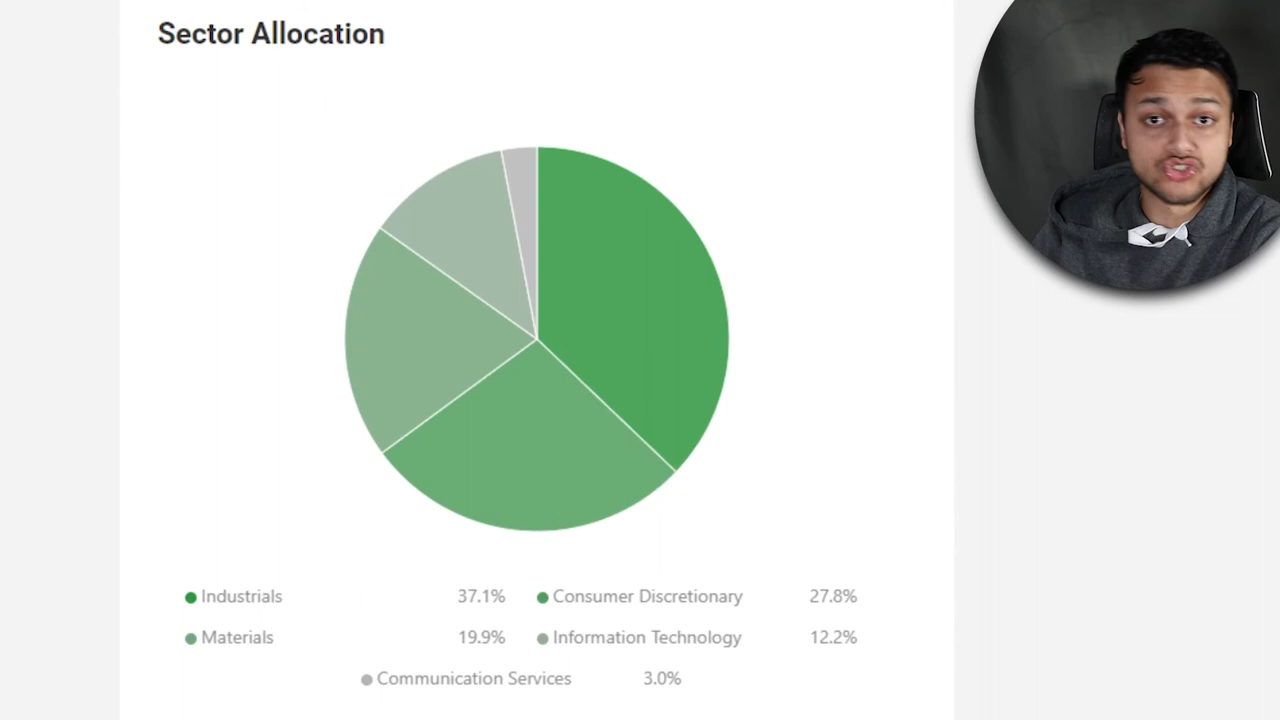 Sector Allocation
Industrials 37.1% Consumer Discretionary 27.8%
Materials 19.9% Information Technology 12.2%
Communication Services 3.0%